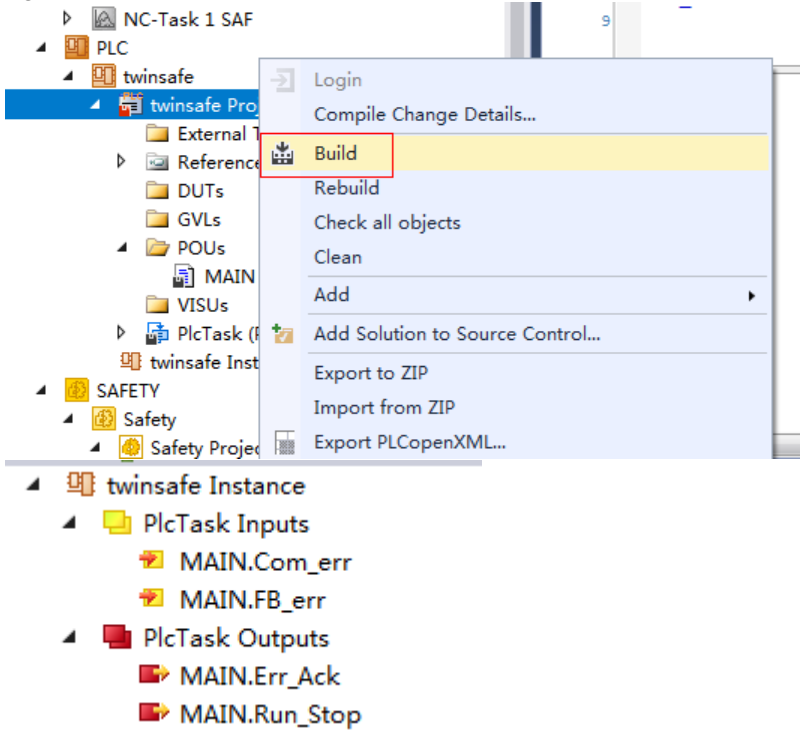 NC-Task 1 SAF
9
PLC
twinsafe
Login
twinsafe Pro
Compile Change Details...
External T
Build
Reference
Rebuild
DUTs
Check all objects
GVLs
Clean
POUs
MAIN
Add
VISUs
PlcTask (P
Add Solution to Source Control...
twinsafe Inst
Export to ZIP
SAFETY
Import from ZIP
Safety
Safety Projec
Export PLCopenXML...
twinsafe Instance
PlcTask Inputs
MAIN.Com_err
MAIN.FB_err
PlcTask Outputs
MAIN.Err_Ack
MAIN.Run_Stop